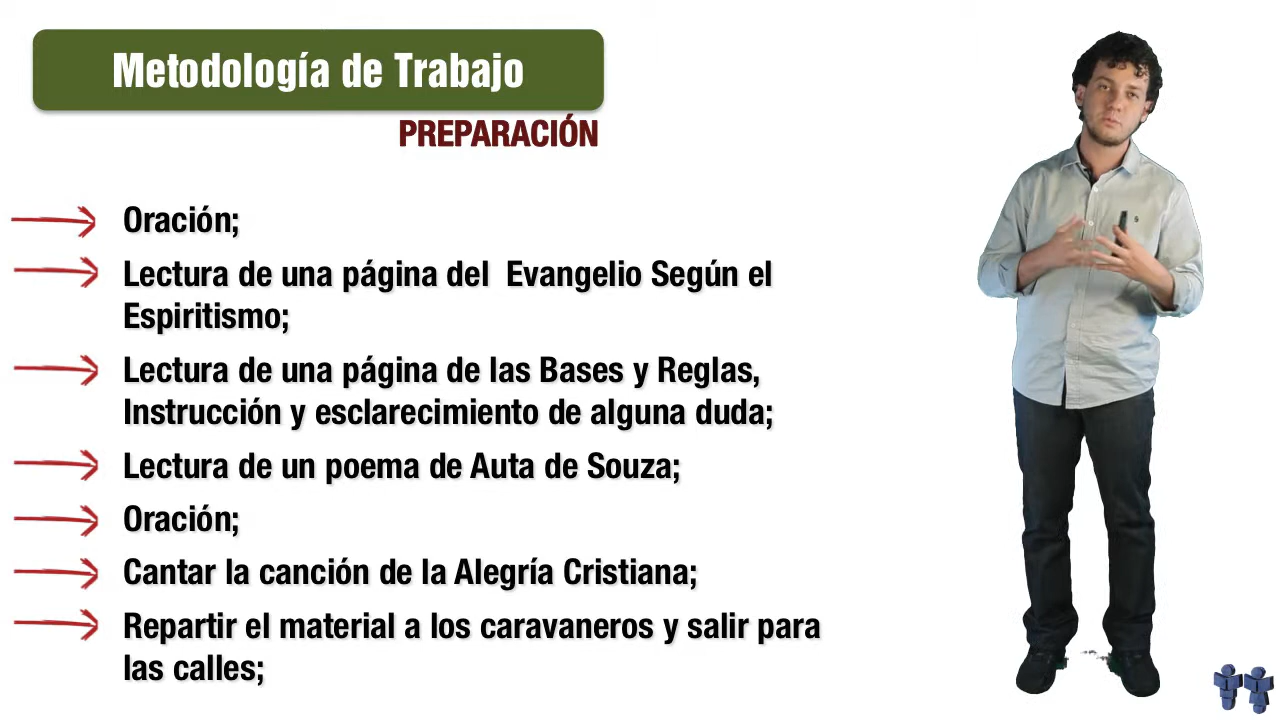 Metodología de Trabajo
PREPARACIÓN
Oración;
Lectura de una página del Evangelio Según el
Espiritismo;
Lectura de una página de las Bases y Reglas,
Instrucción y esclarecimiento de alguna duda;
Lectura de un poema de Auta de Souza;
Oración;
Cantar la canción de la Alegría Cristiana;
Repartir el material a los caravaneros y salir para
las calles;